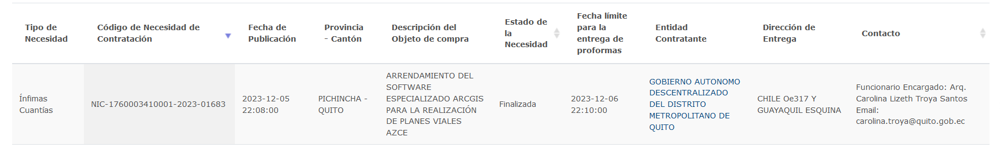 Tipo de
Necesidad
Código de Necesidad de
Contratación
Fecha de
Publicación
Provincia
- Cantón
Descripción del
Objeto de compra
Estado de
la
Necesidad
Fecha límite
para la
entrega de
proformas
Entidad
Contratante
Dirección de
Entrega
Contacto
Ínfimas
Cuantías
NIC-1760003410001-2023-01683
2023-12-05
22:08:00
PICHINCHA -
QUITO
ARRENDAMIENTO DEL
SOFTWARE
ESPECIALIZADO ARCGIS
PARA LA REALIZACIÓN
DE PLANES VIALES
AZCE
Finalizada
2023-12-06
22:10:00
GOBIERNO AUTONOMO
DESCENTRALIZADO
DEL DISTRITO
METROPOLITANO DE
QUITO
CHILE Oe317 Y
GUAYAQUIL ESQUINA
Funcionario Encargado: Arq.
Carolina Lizeth Troya Santos
Email:
carolina.troya@quito.gob.ec